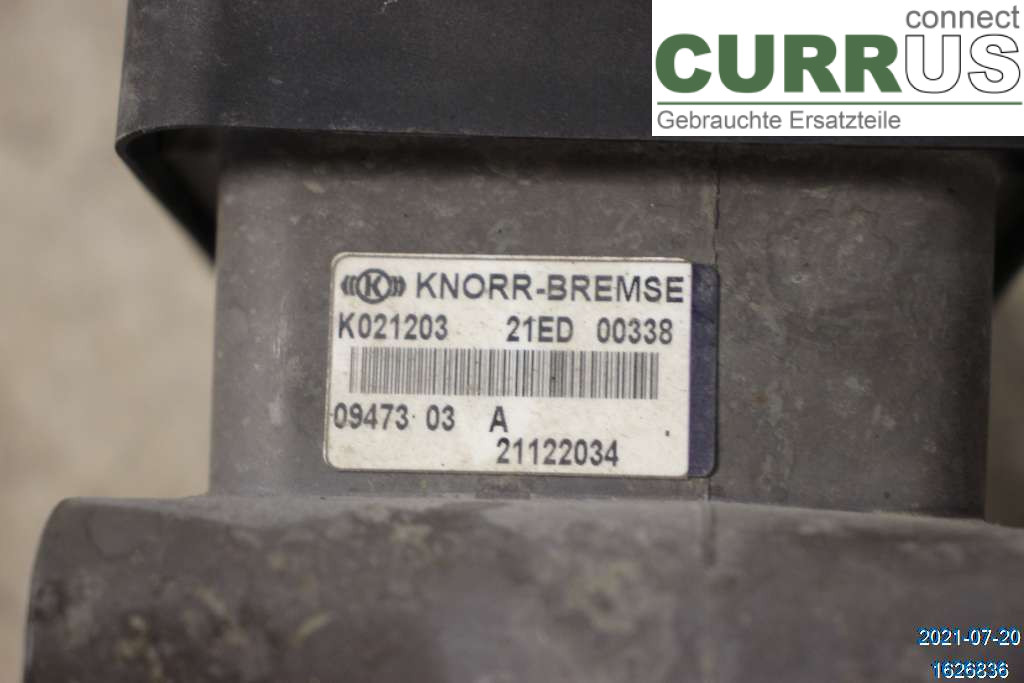 connect
CURRUS
Gebrauchte Ersatzteile
K KNORR-BREMSE
K021203 21ED 00338
09473 03 A
21122034
2021-07-20
1626836